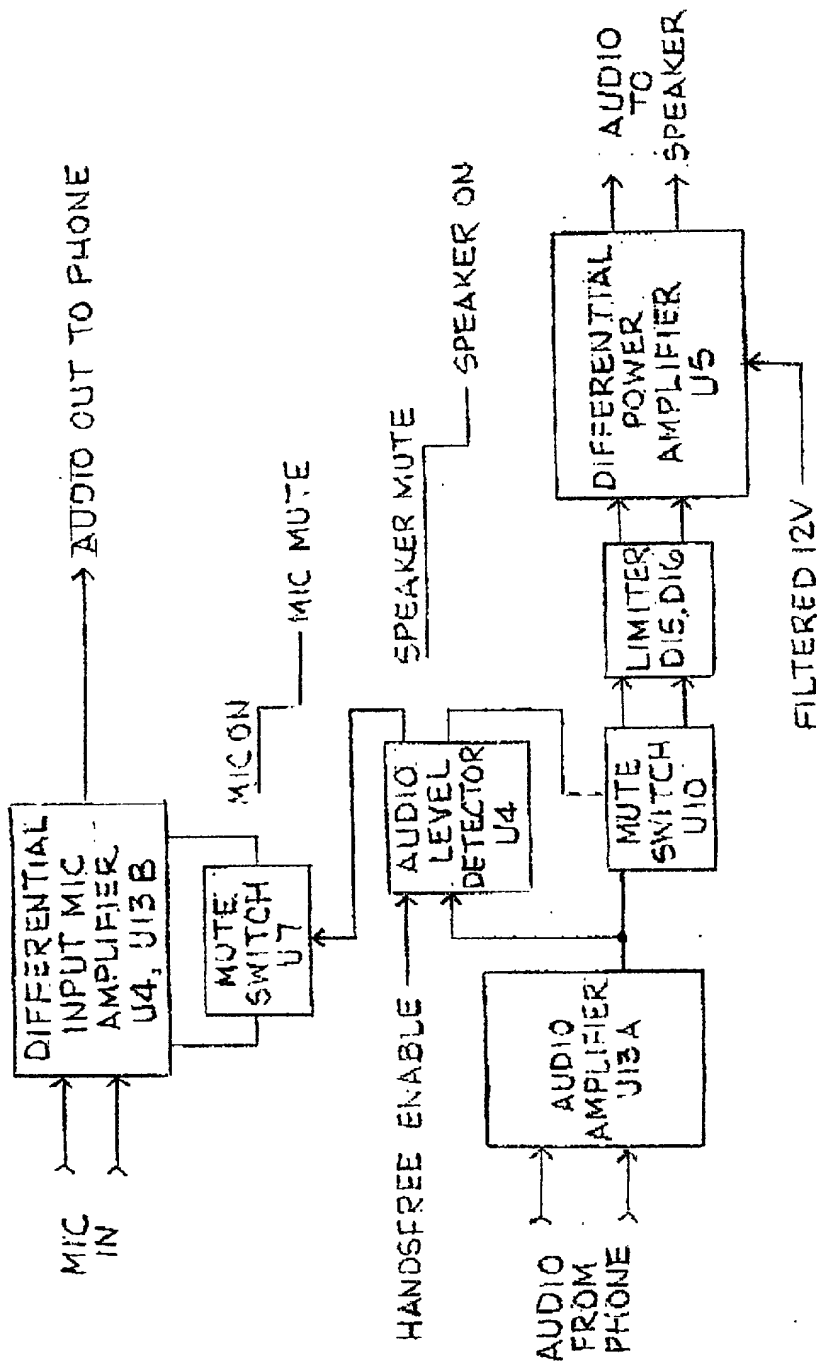 MIC
IN
DIFFERENTIAL
INPUT MIC
AMPLIFIER
U4, U13B
AUDIO OUT TO PHONE
MUTE
SWITCH
U7
MIC ON
MIC MUTE
HANDSFREE ENABLE
AUDIO
LEVEL
DETECTOR
U4
SPEAKER MUTE
SPEAKER ON
AUDIO
FROM
PHONE
AUDIO
AMPLIFIER
U13A
MUTE
SWITCH
U10
LIMITER
D15, D16
DIFFERENTIAL
POWER
AMPLIFIER
U5
AUDIO
TO
SPEAKER
FILTERED 12V